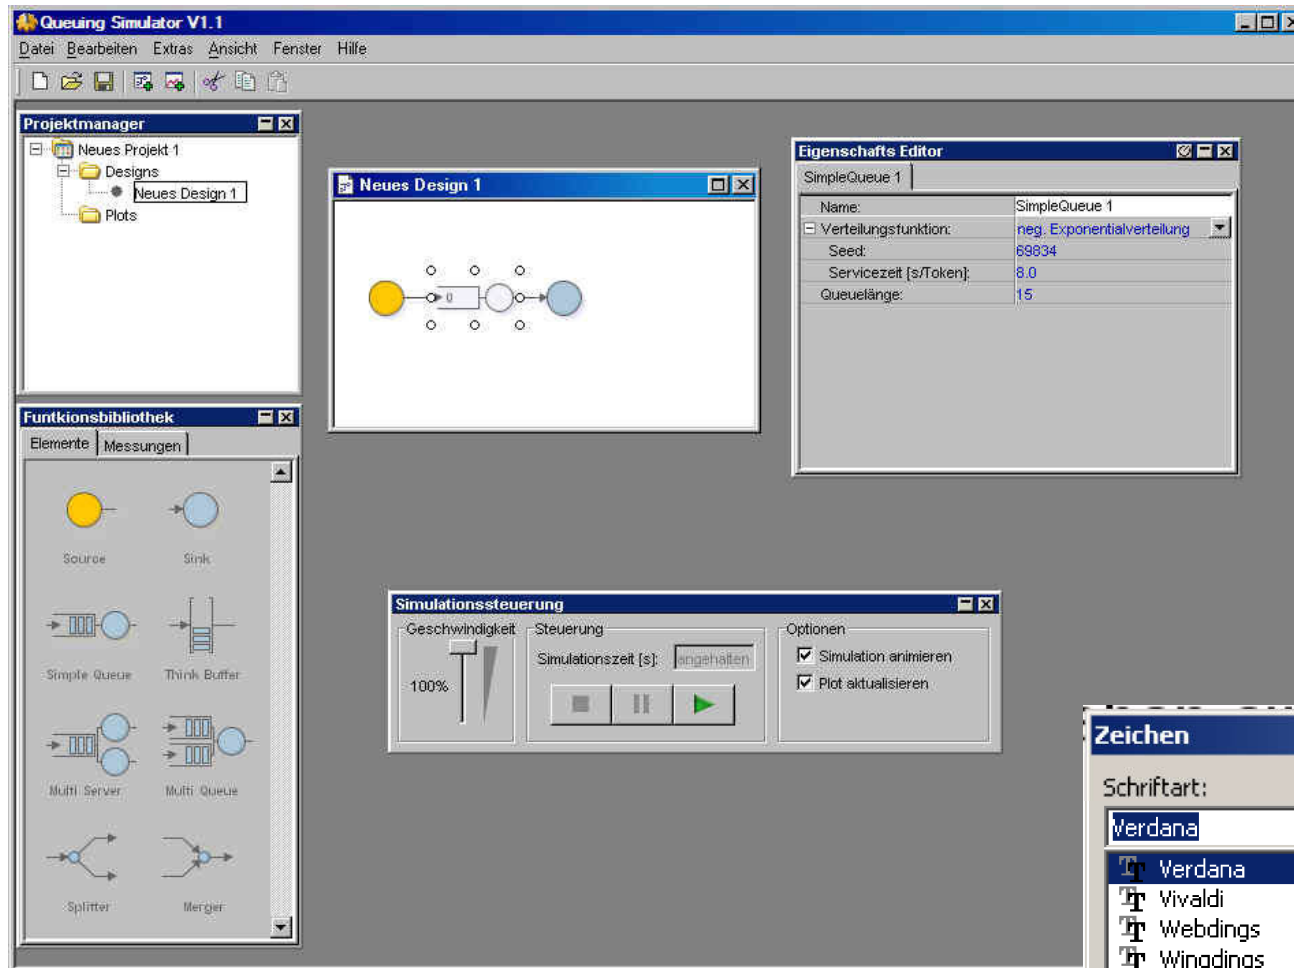 Queuing Simulator V1.1
Datei Bearbeiten Extras Ansicht Fenster Hilfe
Projektmanager
Neues Projekt 1
Designs
Neues Design 1
Plots
Neues Design 1
0
Eigenschafts Editor
SimpleQueue 1
Name: SimpleQueue 1
Verteilungsfunktion: neg. Exponentialverteilung
Seed: 69834
Servicezeit [s/Token]: 8.0
Queuelänge: 15
Funtkionsbibliothek
Elemente Messungen
Source Sink
Simple Queue Think Buffer
Multi Server Multi Queue
Splitter Merger
Simulationssteuerung
Geschwindigkeit Steuerung Optionen
Simulationszeit [s]: angehalten
100%
Simulation animieren
Plot aktualisieren
Zeichen
Schriftart:
Verdana
Verdana
Vivaldi
Webdings
Wingdings